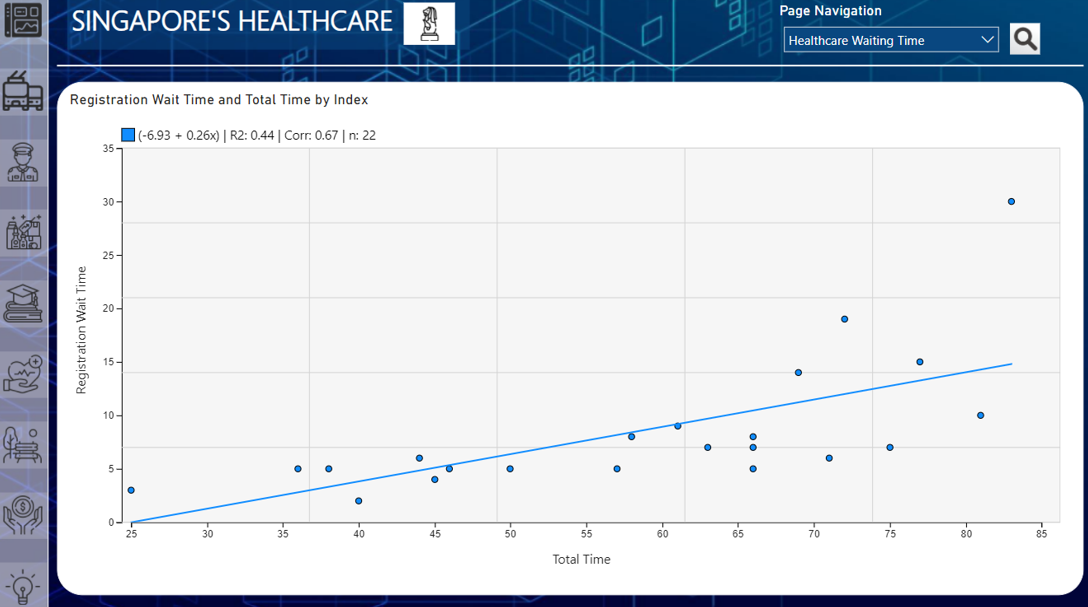 SINGAPORE'S HEALTHCARE
Page Navigation
Healthcare Waiting Time
Registration Wait Time and Total Time by Index
(-6.93 + 0.26x) | R2: 0.44 | Corr: 0.67 | n: 22
35
30
25
20
15
10
5
0
Registration Wait Time
25 30 35 40 45 50 55 60 65 70 75 80 85
Total Time